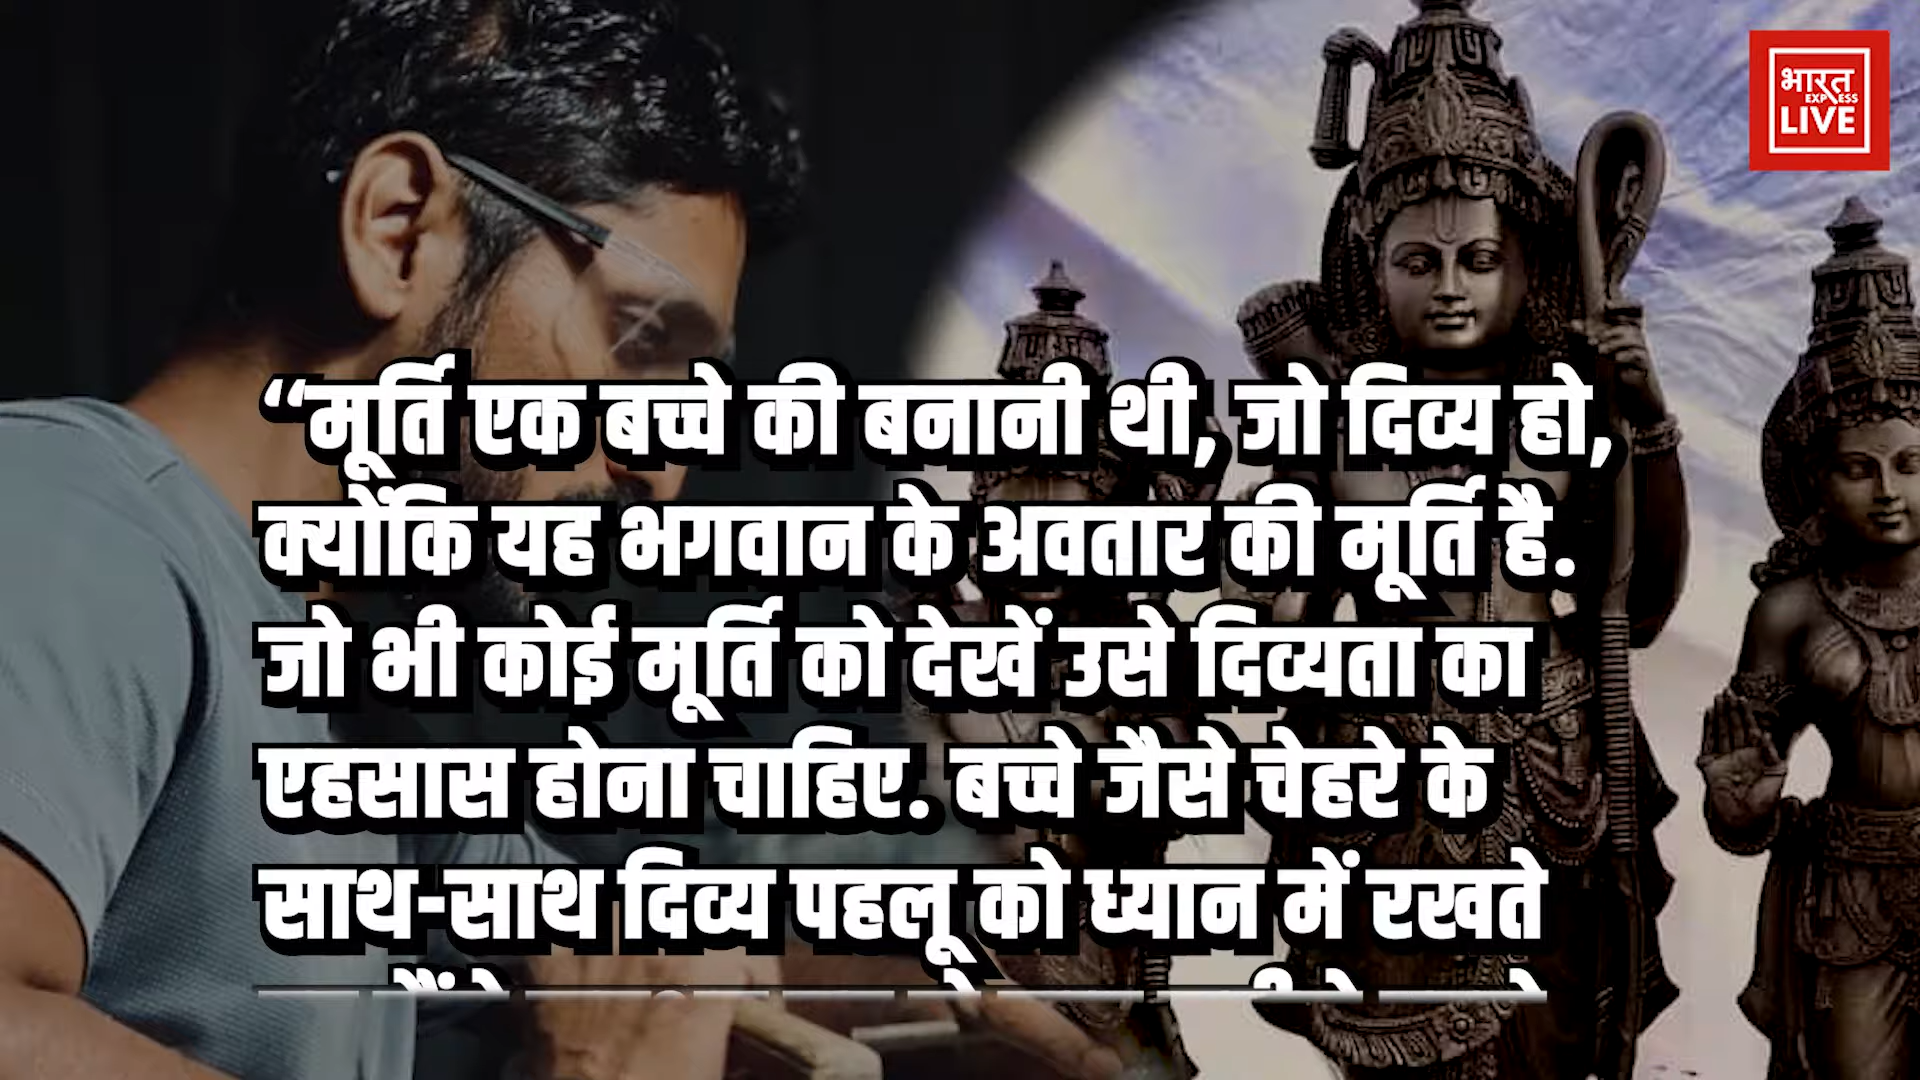 भारत
EXPRESS
LIVE
“मूर्ति एक बच्चे की बनानी थी, जो दिव्य हो,
क्योंकि यह भगवान के अवतार की मूर्ति है.
जो भी कोई मूर्ति को देखें उसे दिव्यता का
एहसास होना चाहिए. बच्चे जैसे चेहरे के
साथ-साथ दिव्य पहलू को ध्यान में रखते